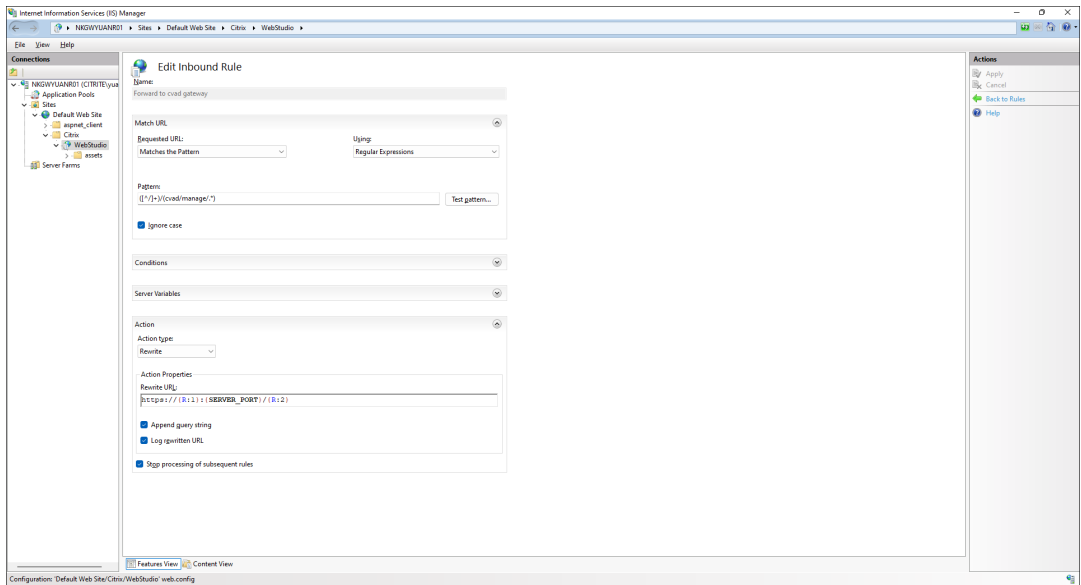 Internet Information Services (IIS) Manager
NKGWYUANR01 Sites Default Web Site Citrix WebStudio
File View Help
Connections
NKGWYUANR01 (CITRITE\yua
Application Pools
Sites
Default Web Site
aspnet_client
Citrix
WebStudio
assets
Server Farms
Edit Inbound Rule
Name:
Forward to cvad gateway
Match URL
Requested URL: Using:
Matches the Pattern Regular Expressions
Pattern:
([^/]+)/(cvad/manage/.*)
Test pattern...
Ignore case
Conditions
Server Variables
Action
Action type:
Rewrite
Action Properties
Rewrite URL:
https://{R:1}:{SERVER_PORT}/{R:2}
Append query string
Log rewritten URL
Stop processing of subsequent rules
Actions
Apply
Cancel
Back to Rules
Help
Features View Content View
Configuration: 'Default Web Site/Citrix/WebStudio' web.config